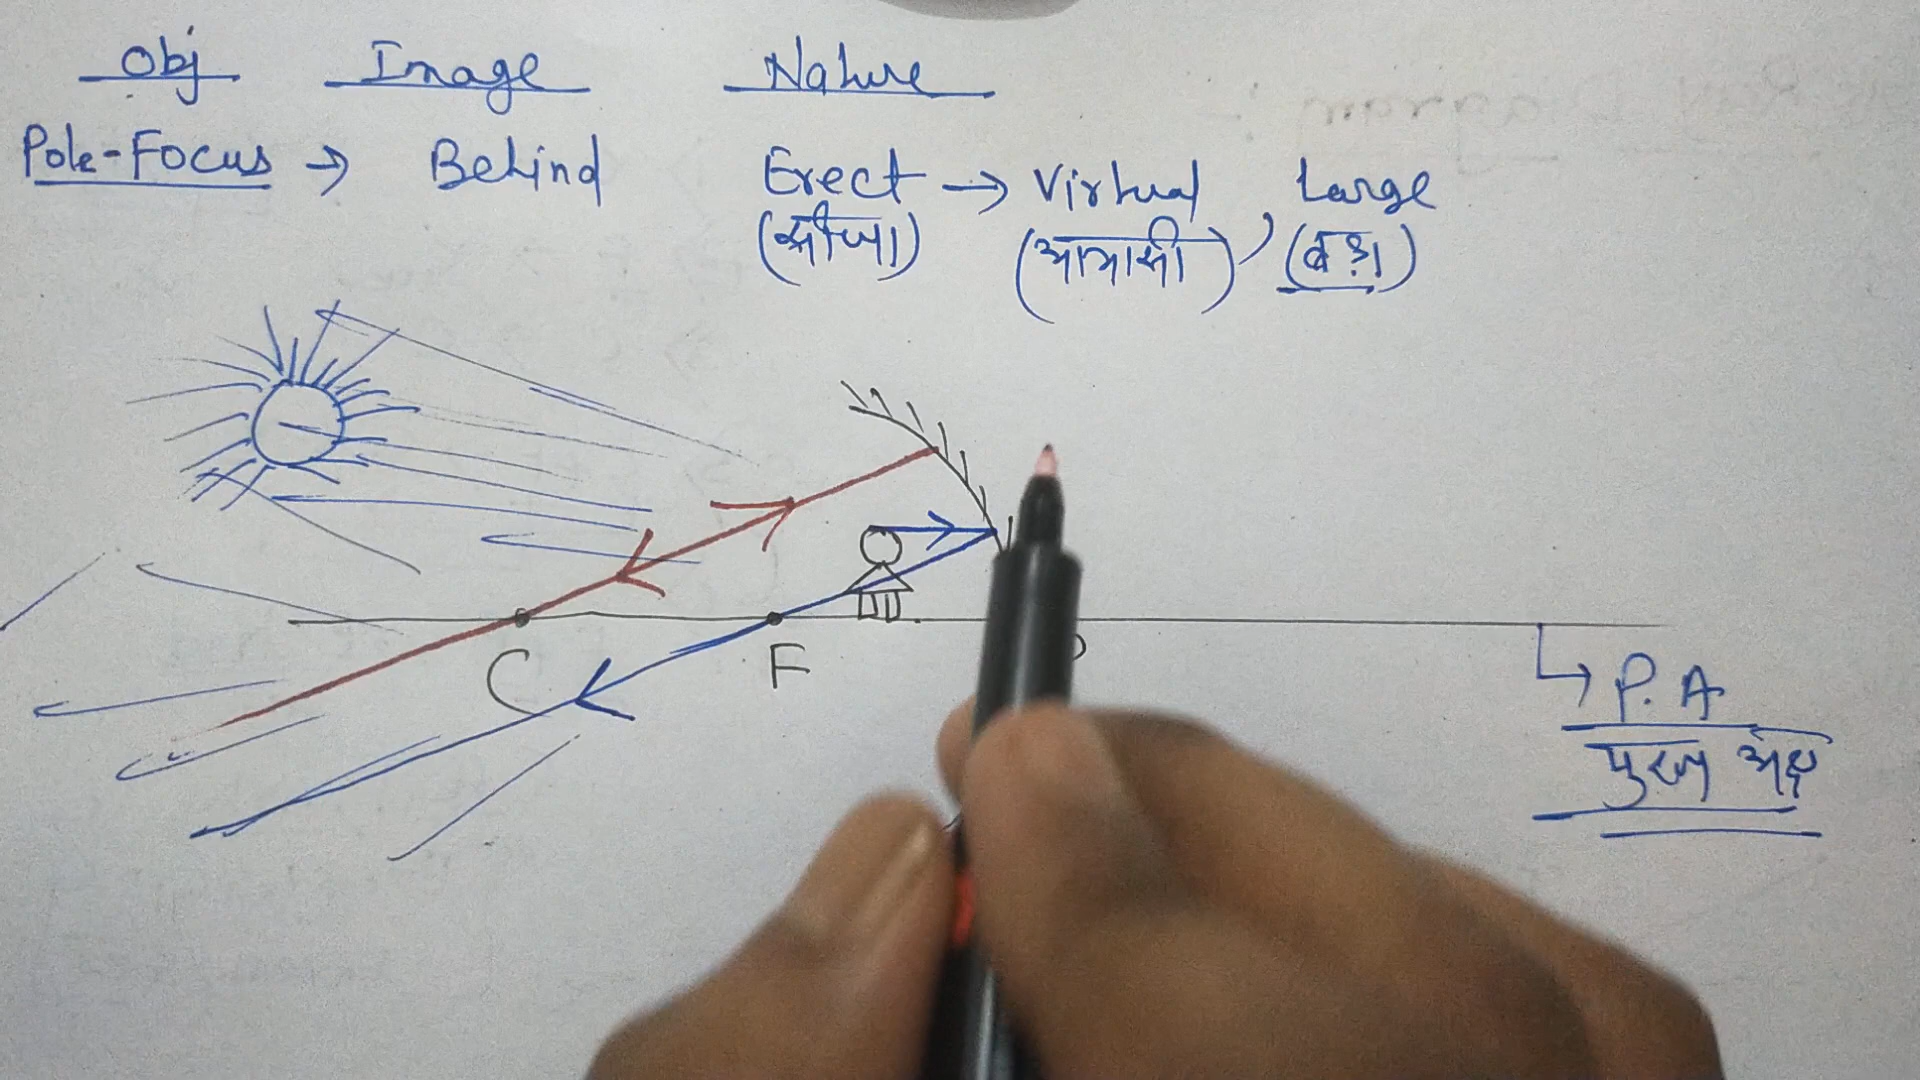 Obj Image Nature
Pole-Focus → Behind Erect → Virtual, Large
(सीधा) (आभासी) (बड़ा)
C F
P.A
मुख्य अक्ष